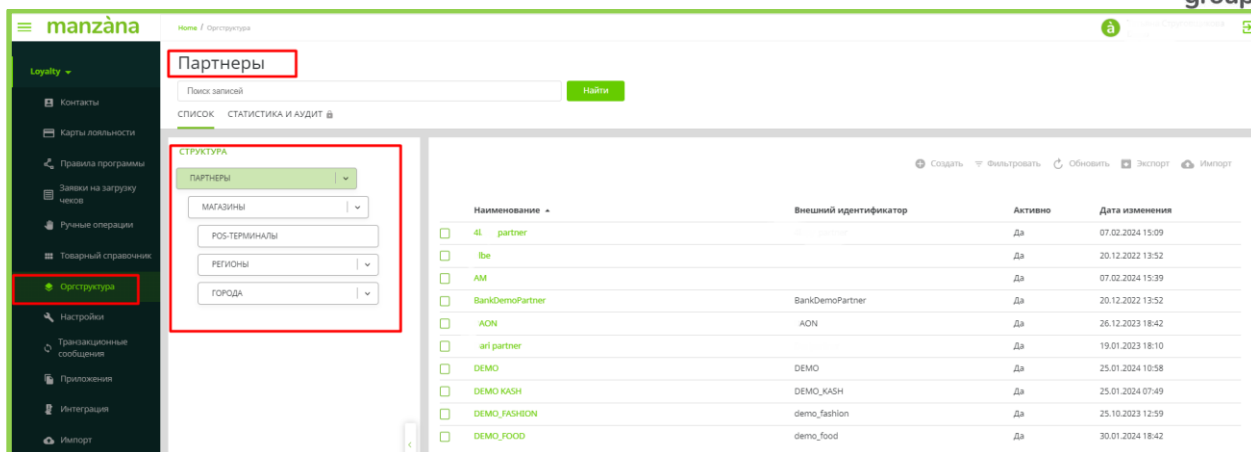 group
manzàna
Home / Оргструктура
à
Loyalty
Контакты
Карты лояльности
Правила программы
Заявки на загрузку
чеков
Ручные операции
Товарный справочник
Оргструктура
Настройки
Транзакционные
сообщения
Приложения
Интеграция
Импорт
Партнеры
Поиск записей Найти
СПИСОК СТАТИСТИКА И АУДИТ
СТРУКТУРА
ПАРТНЕРЫ
МАГАЗИНЫ
POS-ТЕРМИНАЛЫ
РЕГИОНЫ
ГОРОДА
Создать Фильтровать Обновить Экспорт Импорт
Наименование Внешний идентификатор Активно Дата изменения
4l partner Да 07.02.2024 15:09
lbe Да 20.12.2022 13:52
AM Да 07.02.2024 15:39
BankDemoPartner BankDemoPartner Да 20.12.2022 13:52
AON AON Да 26.12.2023 18:42
arl partner Да 19.01.2023 18:10
DEMO DEMO Да 25.01.2024 10:58
DEMO KASH DEMO_KASH Да 25.01.2024 07:49
DEMO_FASHION demo_fashion Да 25.10.2023 12:59
DEMO_FOOD demo_food Да 30.01.2024 18:42